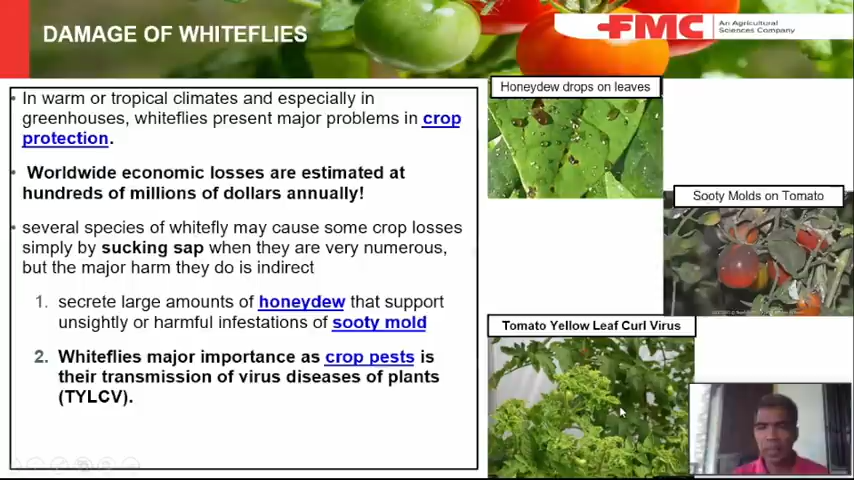 DAMAGE OF WHITEFLIES
FMC
An Agricultural
Sciences Company
• In warm or tropical climates and especially in
greenhouses, whiteflies present major problems in crop
protection.
• Worldwide economic losses are estimated at
hundreds of millions of dollars annually!
• several species of whitefly may cause some crop losses
simply by sucking sap when they are very numerous,
but the major harm they do is indirect
1. secrete large amounts of honeydew that support
unsightly or harmful infestations of sooty mold
2. Whiteflies major importance as crop pests is
their transmission of virus diseases of plants
(TYLCV).
Honeydew drops on leaves
Sooty Molds on Tomato
Tomato Yellow Leaf Curl Virus